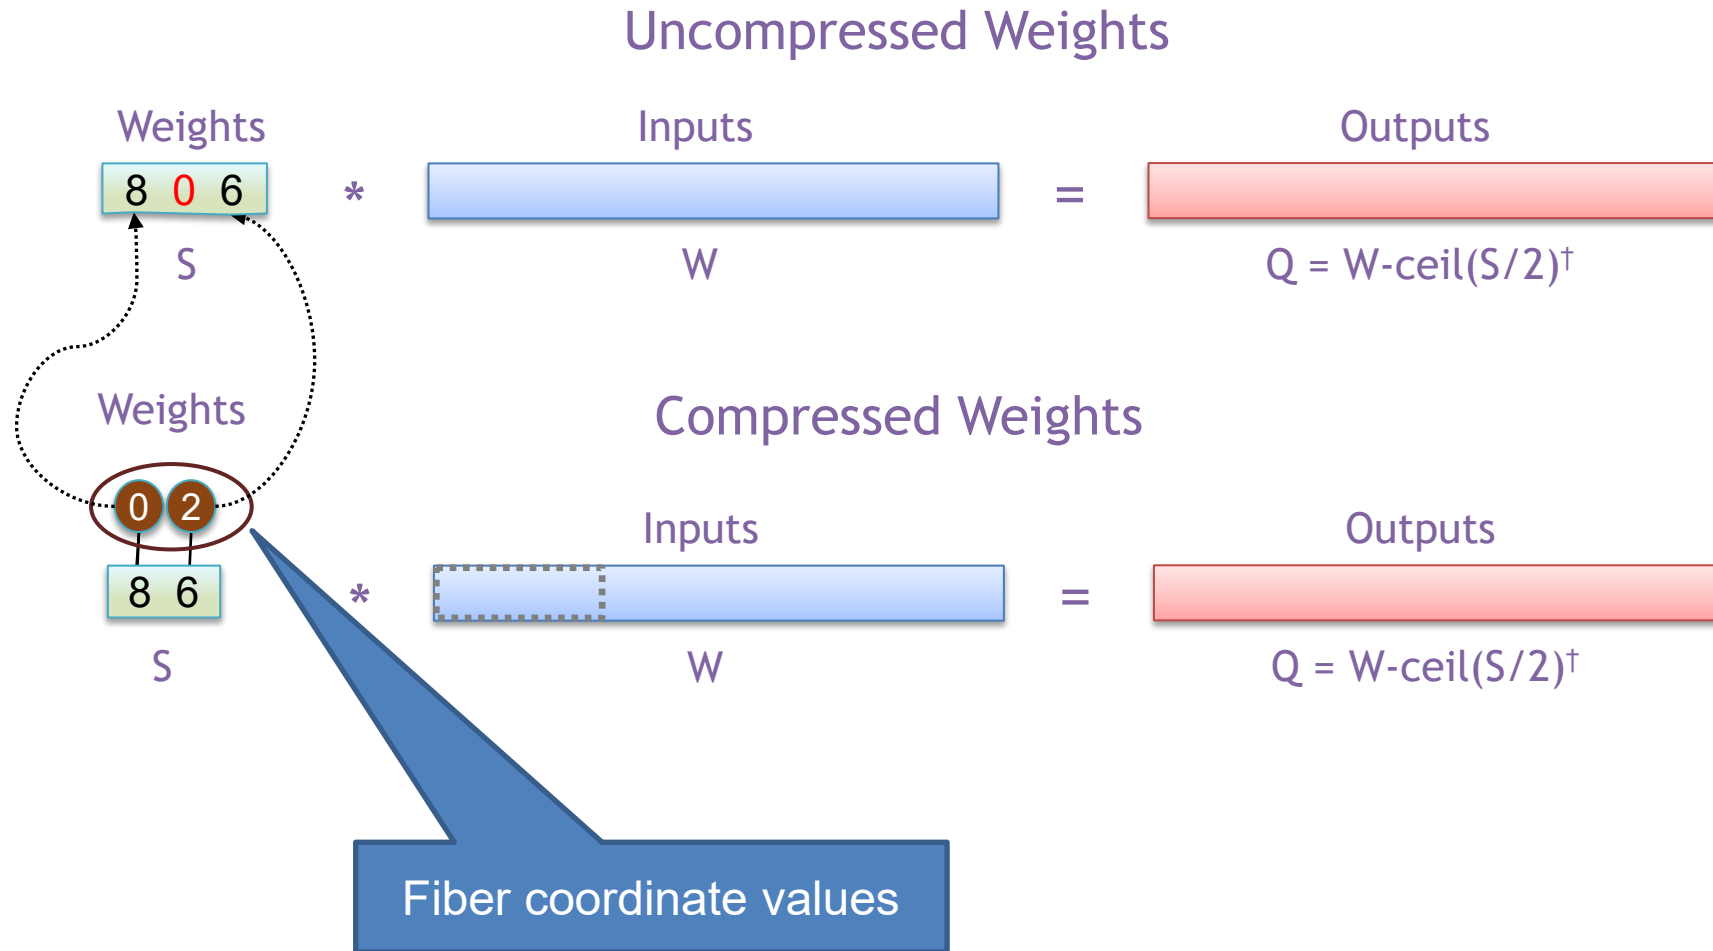 Uncompressed Weights
Weights
Inputs
Outputs
8 0 6
*
=
S
W
Q = W-ceil(S/2)†
Weights
Compressed Weights
0 2
Inputs
Outputs
8 6
*
=
S
W
Q = W-ceil(S/2)†
Fiber coordinate values